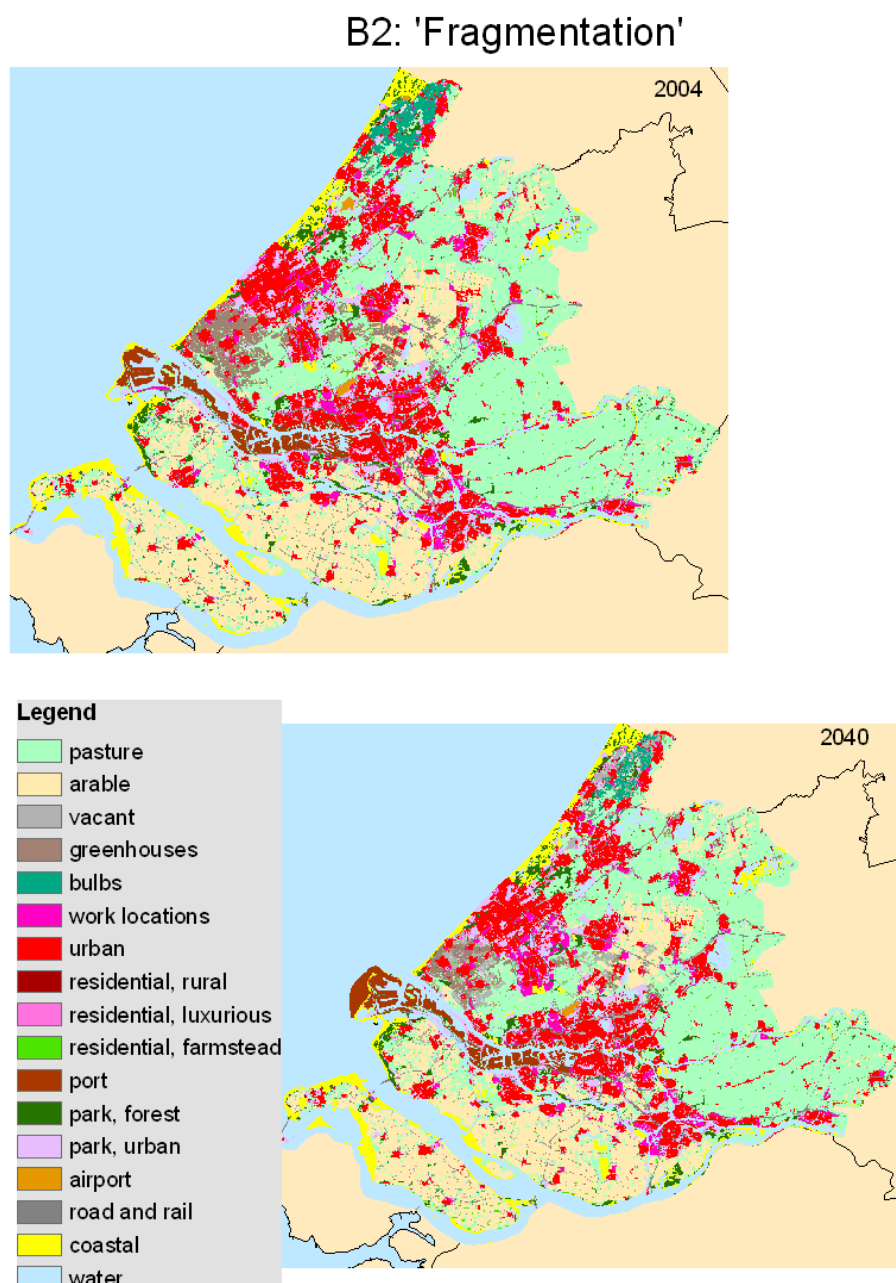 B2: 'Fragmentation'
2004
Legend
pasture
arable
vacant
greenhouses
bulbs
work locations
urban
residential, rural
residential, luxurious
residential, farmstead
port
park, forest
park, urban
airport
road and rail
coastal
water
2040